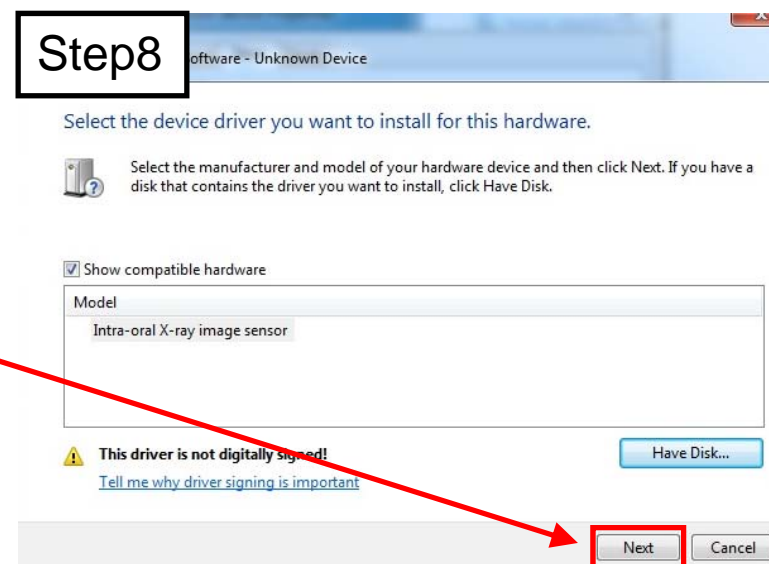 Step8
oftware - Unknown Device
Select the device driver you want to install for this hardware.
Select the manufacturer and model of your hardware device and then click Next. If you have a
disk that contains the driver you want to install, click Have Disk.
Show compatible hardware
Model
Intra-oral X-ray image sensor
This driver is not digitally signed!
Have Disk...
Tell me why driver signing is important
Next
Cancel